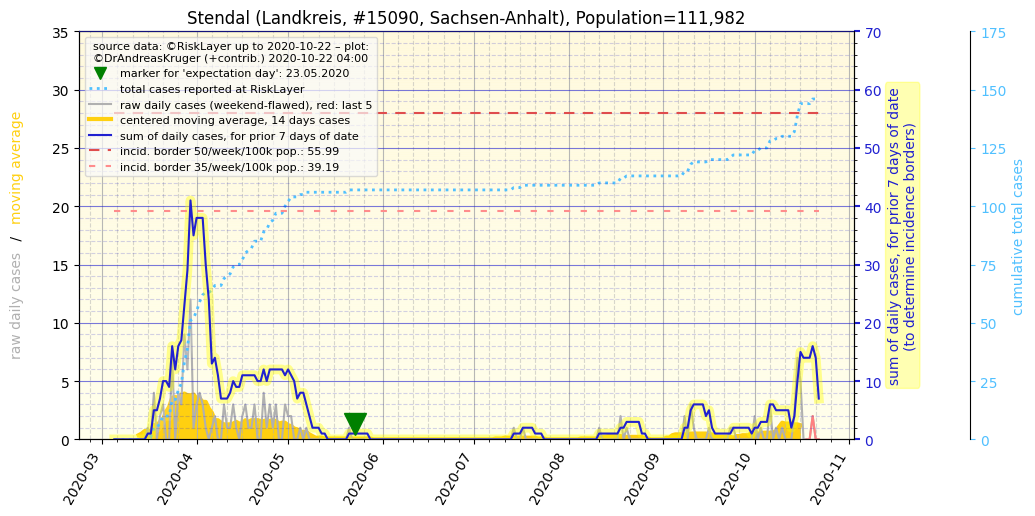 Stendal (Landkreis, #15090, Sachsen-Anhalt), Population=111,982
source data: ©RiskLayer up to 2020-10-22 – plot:
©DrAndreasKruger (+contrib.) 2020-10-22 04:00
marker for 'expectation day': 23.05.2020
total cases reported at RiskLayer
raw daily cases (weekend-flawed), red: last 5
centered moving average, 14 days cases
sum of daily cases, for prior 7 days of date
incid. border 50/week/100k pop.: 55.99
incid. border 35/week/100k pop.: 39.19
raw daily cases / moving average
35
30
25
20
15
10
5
0
70
60
50
40
30
20
10
0
sum of daily cases, for prior 7 days of date
(to determine incidence borders)
175
150
125
100
75
50
25
0
cumulative total cases
2020-03
2020-04
2020-05
2020-06
2020-07
2020-08
2020-09
2020-10
2020-11